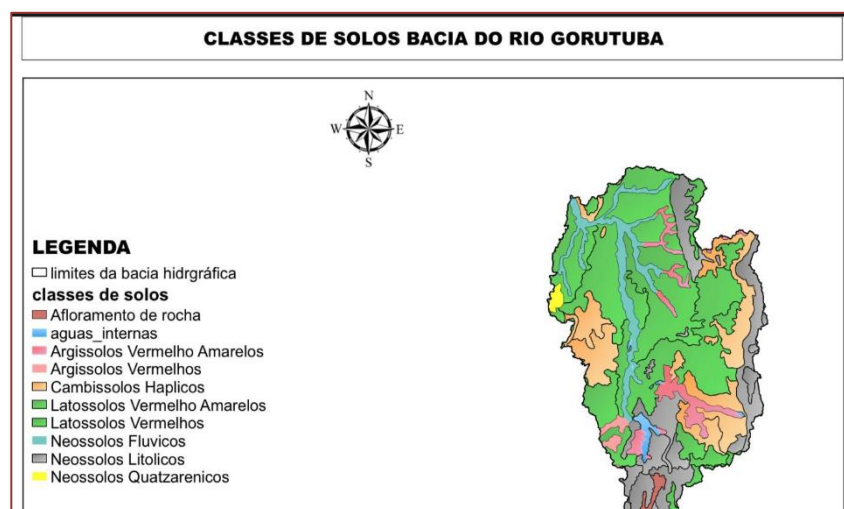 CLASSES DE SOLOS BACIA DO RIO GORUTUBA
N
W E
S
LEGENDA
limites da bacia hidrgráfica
classes de solos
Afloramento de rocha
aguas_internas
Argissolos Vermelho Amarelos
Argissolos Vermelhos
Cambissolos Haplicos
Latossolos Vermelho Amarelos
Latossolos Vermelhos
Neossolos Fluvicos
Neossolos Litolicos
Neossolos Quatzarenicos